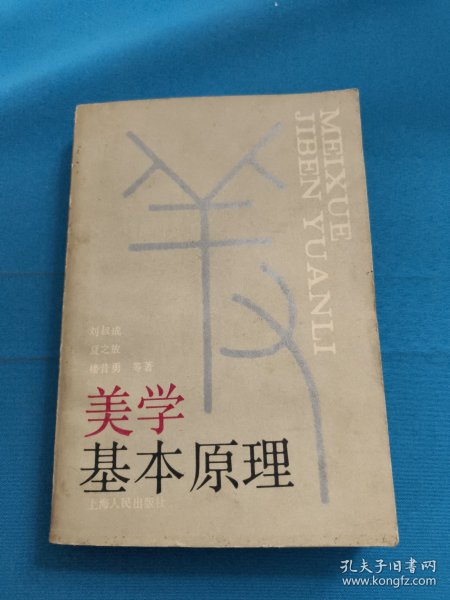 MEIXUE
JIBEN YUANLI
刘叔成
夏之放
楼昔勇 等著
美学
基本原理
上海人民出版社
孔夫子旧书网
www.kongfz.com